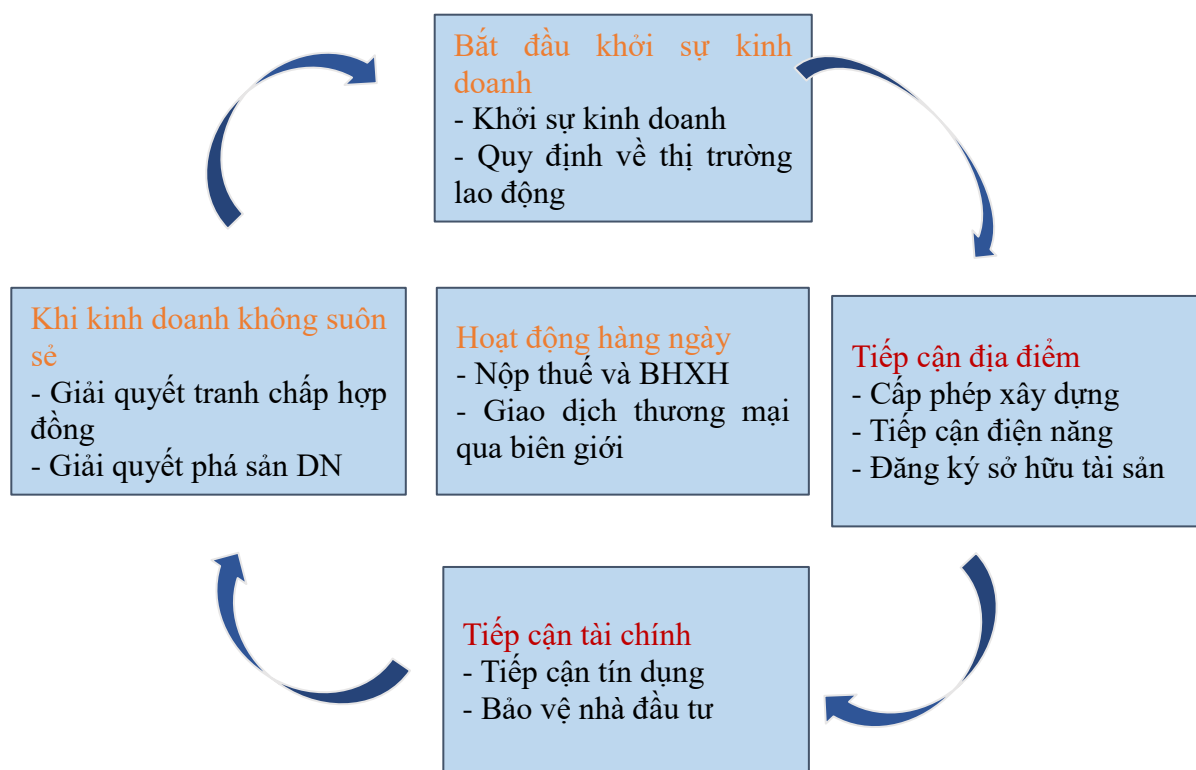 Bắt đầu khởi sự kinh
doanh
- Khởi sự kinh doanh
- Quy định về thị trường
lao động
Khi kinh doanh không suôn
sẻ
- Giải quyết tranh chấp hợp
đồng
- Giải quyết phá sản DN
Hoạt động hàng ngày
- Nộp thuế và BHXH
- Giao dịch thương mại
qua biên giới
Tiếp cận địa điểm
- Cấp phép xây dựng
- Tiếp cận điện năng
- Đăng ký sở hữu tài sản
Tiếp cận tài chính
- Tiếp cận tín dụng
- Bảo vệ nhà đầu tư